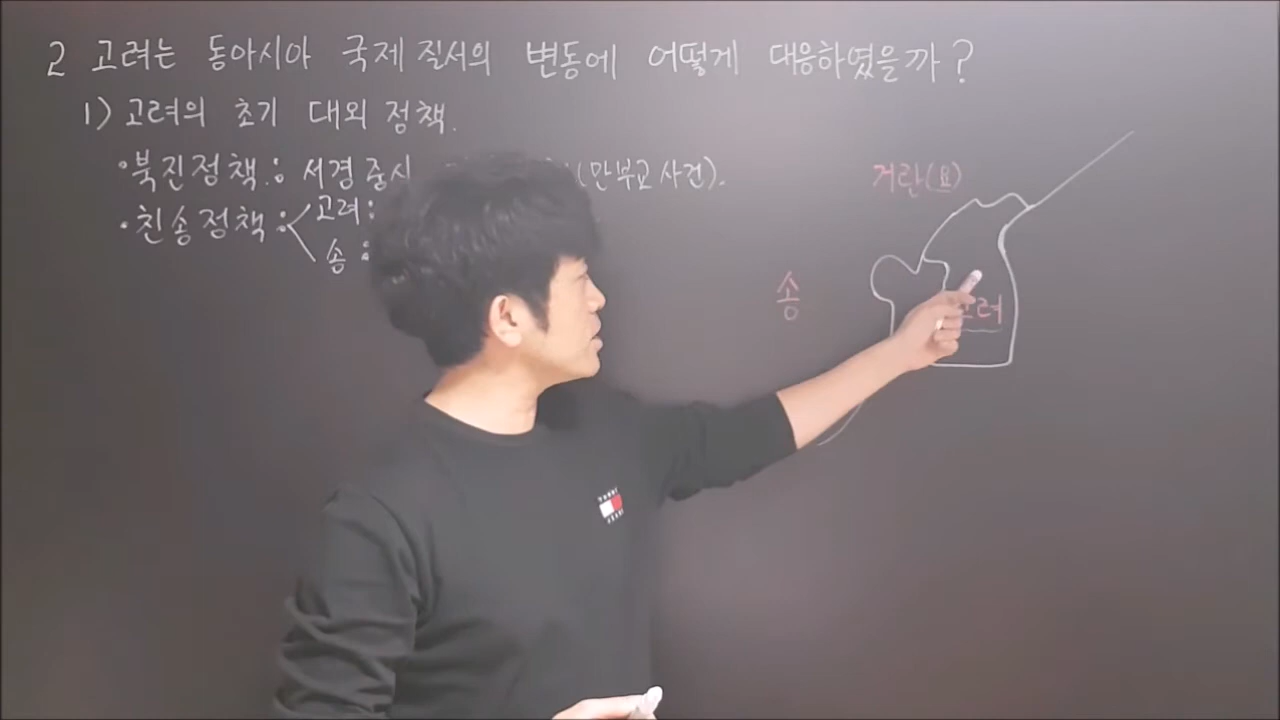 2 고려는 동아시아 국제질서의 변동에 어떻게 대응하였을까?
1) 고려의 초기 대외 정책.
•북진정책 : 서경중시 (만부교 사건).
•친송정책 : 고려 :
송 :
거란(요)
송
려